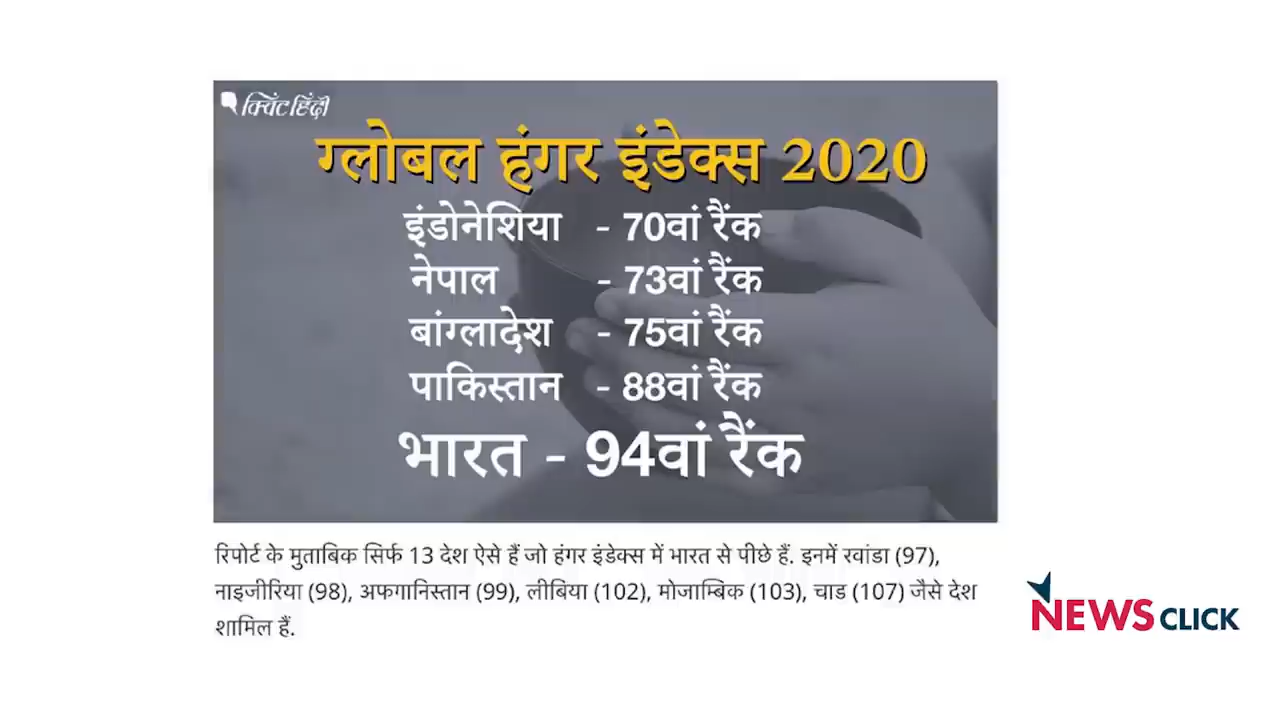 क्विंट हिंदी
ग्लोबल हंगर इंडेक्स 2020
इंडोनेशिया - 70वां रैंक
नेपाल - 73वां रैंक
बांग्लादेश - 75वां रैंक
पाकिस्तान - 88वां रैंक
भारत - 94वां रैंक
रिपोर्ट के मुताबिक सिर्फ 13 देश ऐसे हैं जो हंगर इंडेक्स में भारत से पीछे हैं. इनमें रवांडा (97),
नाइजीरिया (98), अफगानिस्तान (99), लीबिया (102), मोजाम्बिक (103), चाड (107) जैसे देश
शामिल हैं.
NEWSCLICK